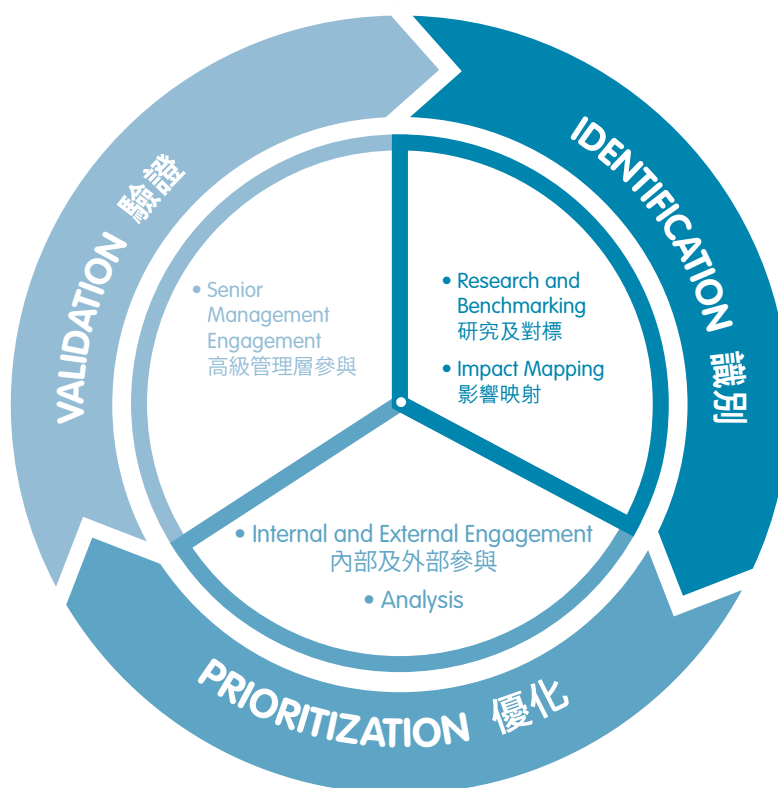 IDENTIFICATION 識別
• Research and
Benchmarking
研究及對標
• Impact Mapping
影響映射
PRIORITIZATION 優化
• Internal and External Engagement
內部及外部參與
• Analysis
VALIDATION 驗證
• Senior
Management
Engagement
高級管理層參與